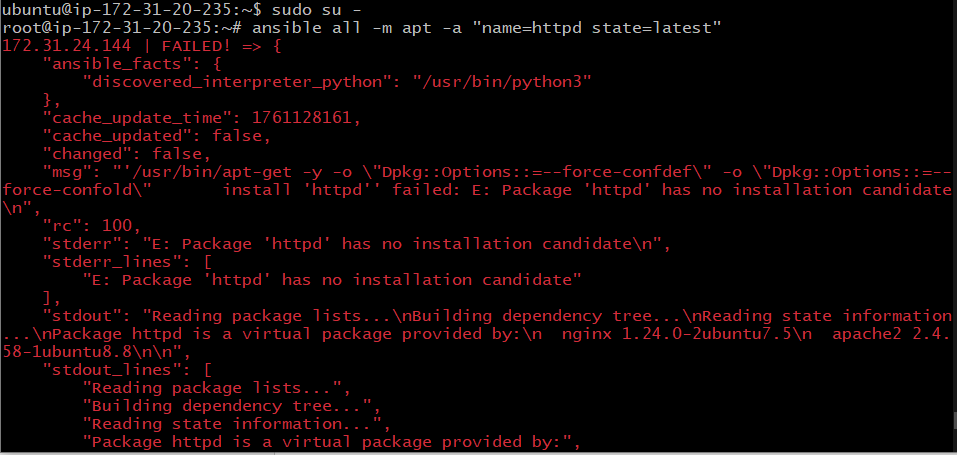 ubuntu@ip-172-31-20-235:~$ sudo su -
root@ip-172-31-20-235:~# ansible all -m apt -a "name=httpd state=latest"
172.31.24.144 | FAILED! => {
    "ansible_facts": {
        "discovered_interpreter_python": "/usr/bin/python3"
    },
    "cache_update_time": 1761128161,
    "cache_updated": false,
    "changed": false,
    "msg": "'/usr/bin/apt-get -y -o \"Dpkg::Options::=--force-confdef\" -o \"Dpkg::Options::=--
force-confold\"       install 'httpd'' failed: E: Package 'httpd' has no installation candidate
\n",
    "rc": 100,
    "stderr": "E: Package 'httpd' has no installation candidate\n",
    "stderr_lines": [
        "E: Package 'httpd' has no installation candidate"
    ],
    "stdout": "Reading package lists...\nBuilding dependency tree...\nReading state information
...\nPackage httpd is a virtual package provided by:\n  nginx 1.24.0-2ubuntu7.5\n  apache2 2.4.
58-1ubuntu8.8\n\n",
    "stdout_lines": [
        "Reading package lists...",
        "Building dependency tree...",
        "Reading state information...",
        "Package httpd is a virtual package provided by:",